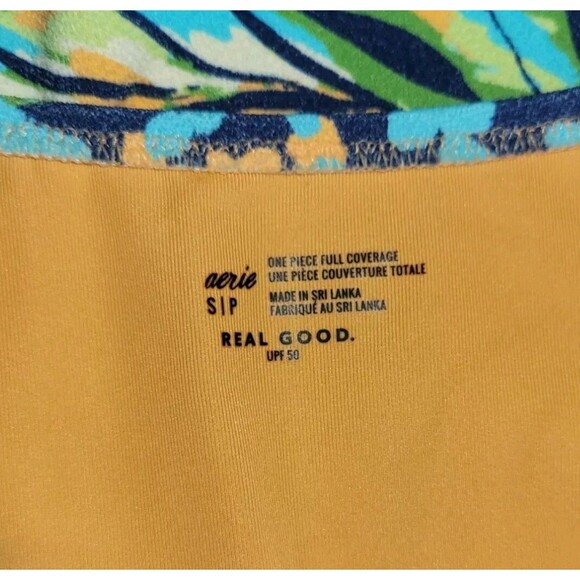 aerie
S|P
ONE PIECE FULL COVERAGE
UNE PIÈCE COUVERTURE TOTALE
MADE IN SRI LANKA
FABRIQUÉ AU SRI LANKA
REAL GOOD.
UPF 50